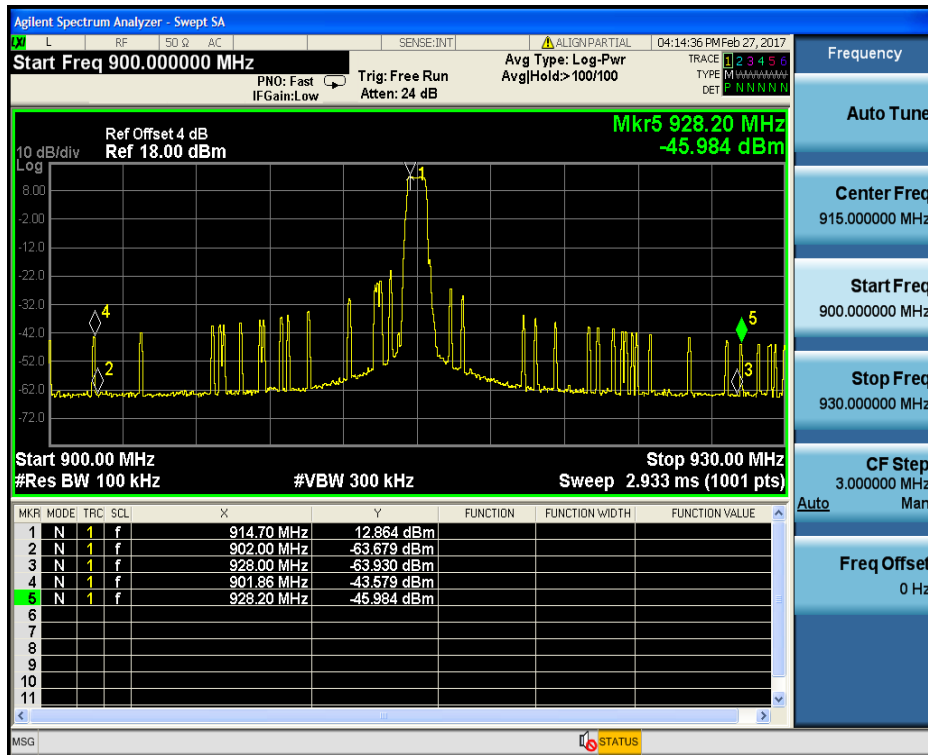 Agilent Spectrum Analyzer - Swept SA
LXI L RF 50 Ω AC SENSE:INT ALIGN PARTIAL 04:14:36 PM Feb 27, 2017
Start Freq 900.000000 MHz
PNO: Fast
IFGain:Low
Trig: Free Run
Atten: 24 dB
Avg Type: Log-Pwr
Avg|Hold:> 100/100
TRACE 1 2 3 4 5 6
TYPE M
DET P N N N N N
Mkr5 928.20 MHz
-45.984 dBm
Ref Offset 4 dB
10 dB/div Ref 18.00 dBm
Log
8.00
-2.00
-12.0
-22.0
-32.0
-42.0
-52.0
-62.0
-72.0
1
4
2
5
3
Start 900.00 MHz Stop 930.00 MHz
#Res BW 100 kHz #VBW 300 kHz Sweep 2.933 ms (1001 pts)
MKR MODE TRC SCL X Y FUNCTION FUNCTION WIDTH FUNCTION VALUE
1 N 1 f 914.70 MHz 12.864 dBm
2 N 1 f 902.00 MHz -63.679 dBm
3 N 1 f 928.00 MHz -63.930 dBm
4 N 1 f 901.86 MHz -43.579 dBm
5 N 1 f 928.20 MHz -45.984 dBm
6
7
8
9
10
11
MSG STATUS
Frequency
Auto Tune
Center Freq
915.000000 MHz
Start Freq
900.000000 MHz
Stop Freq
930.000000 MHz
CF Step
3.000000 MHz
Auto Man
Freq Offset
0 Hz